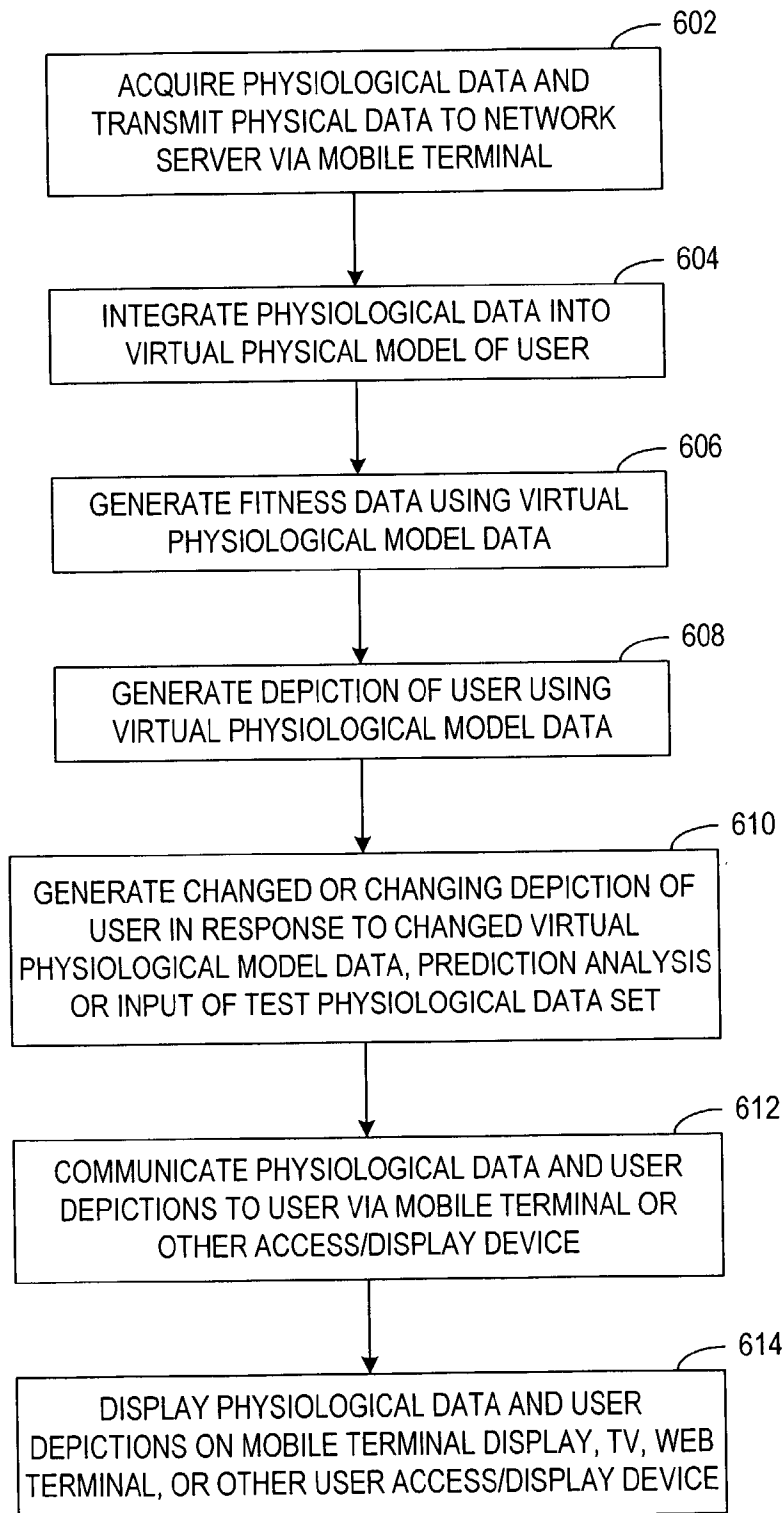 602
ACQUIRE PHYSIOLOGICAL DATA AND
TRANSMIT PHYSICAL DATA TO NETWORK
SERVER VIA MOBILE TERMINAL
604
INTEGRATE PHYSIOLOGICAL DATA INTO
VIRTUAL PHYSICAL MODEL OF USER
606
GENERATE FITNESS DATA USING VIRTUAL
PHYSIOLOGICAL MODEL DATA
608
GENERATE DEPICTION OF USER USING
VIRTUAL PHYSIOLOGICAL MODEL DATA
610
GENERATE CHANGED OR CHANGING DEPICTION OF
USER IN RESPONSE TO CHANGED VIRTUAL
PHYSIOLOGICAL MODEL DATA, PREDICTION ANALYSIS
OR INPUT OF TEST PHYSIOLOGICAL DATA SET
612
COMMUNICATE PHYSIOLOGICAL DATA AND USER
DEPICTIONS TO USER VIA MOBILE TERMINAL OR
OTHER ACCESS/DISPLAY DEVICE
614
DISPLAY PHYSIOLOGICAL DATA AND USER
DEPICTIONS ON MOBILE TERMINAL DISPLAY, TV, WEB
TERMINAL, OR OTHER USER ACCESS/DISPLAY DEVICE